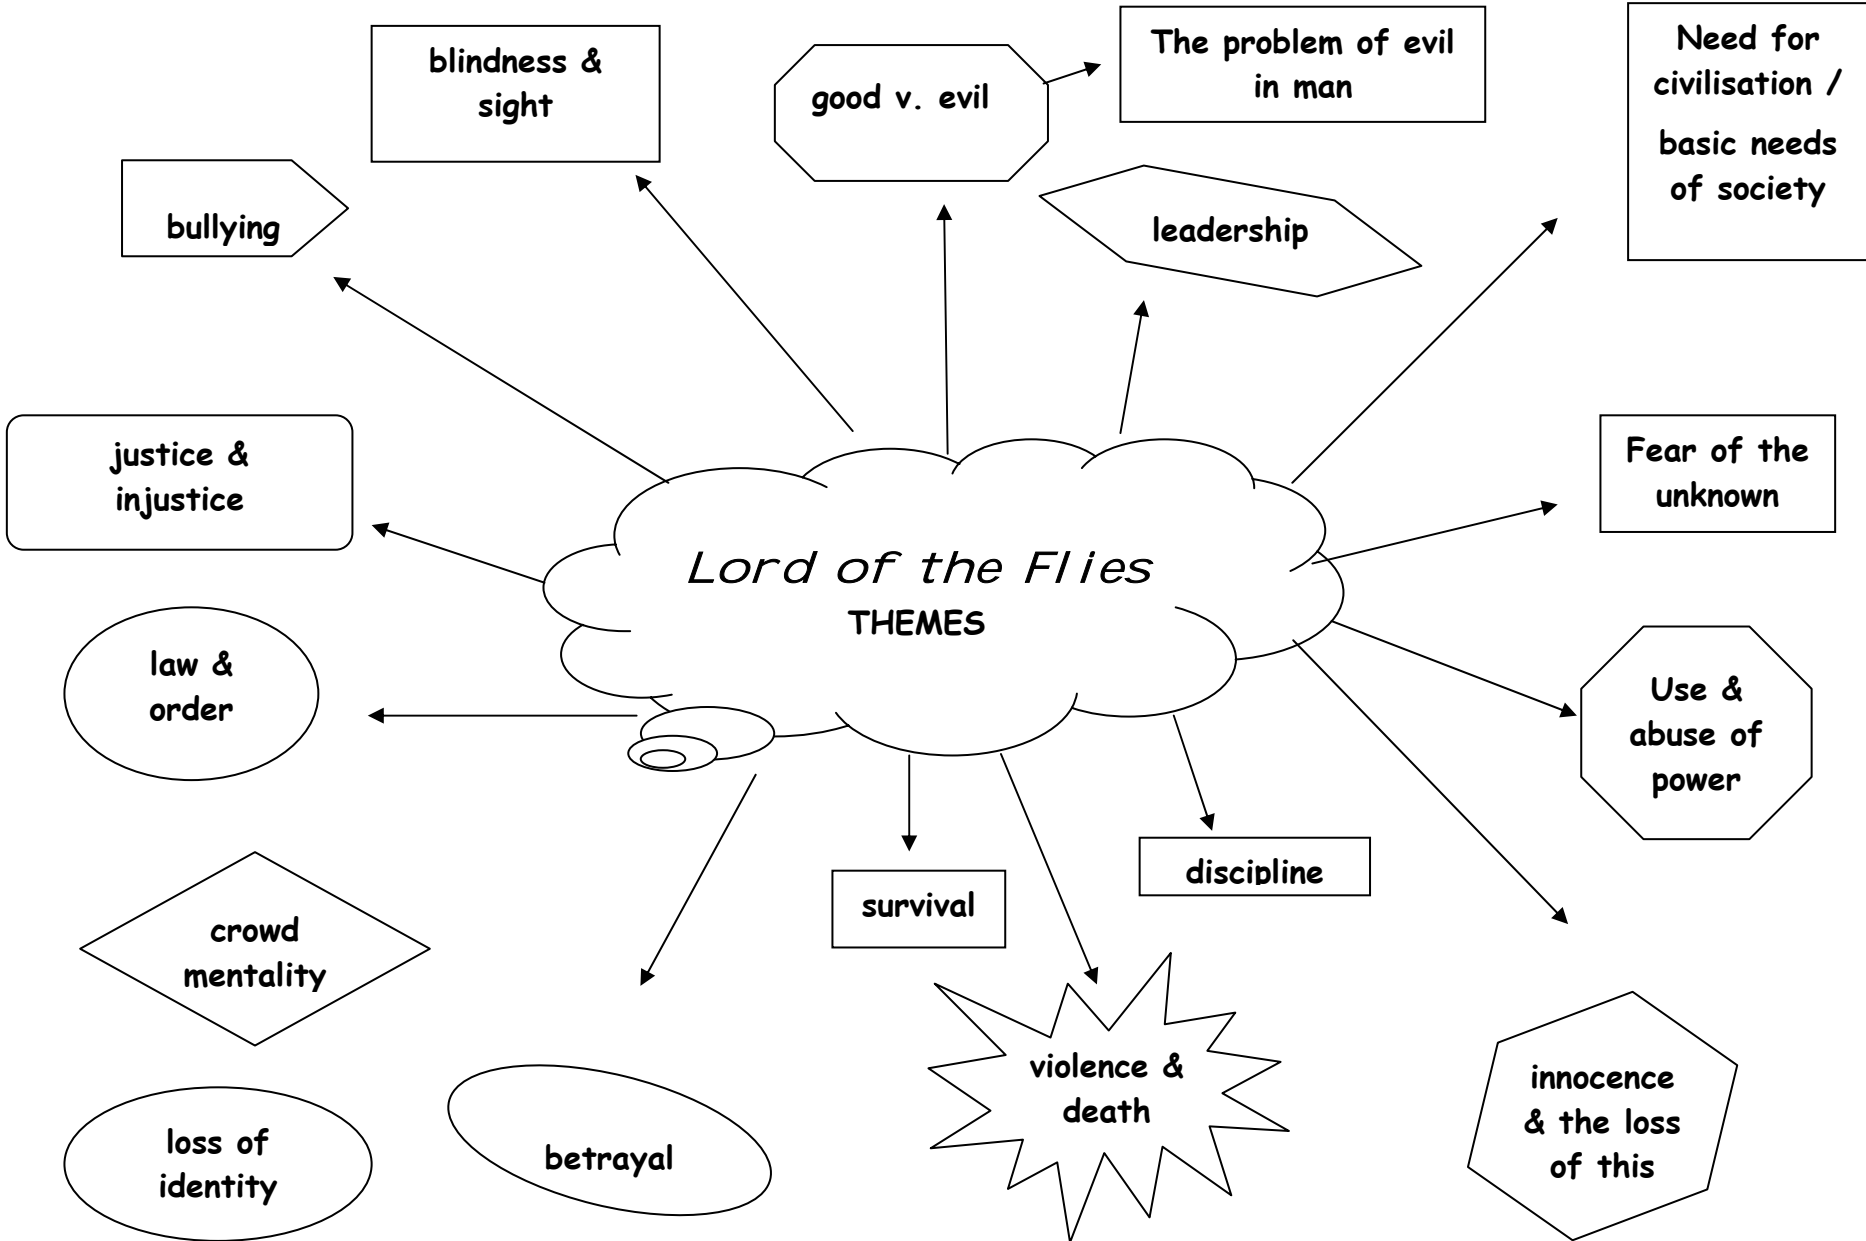 blindness &
sight
good v. evil
The problem of evil
in man
Need for
civilisation /
basic needs
of society
bullying
leadership
justice &
injustice
Fear of the
unknown
Lord of the Flies
THEMES
law &
order
Use &
abuse of
power
crowd
mentality
survival
discipline
violence &
death
innocence
& the loss
of this
loss of
identity
betrayal